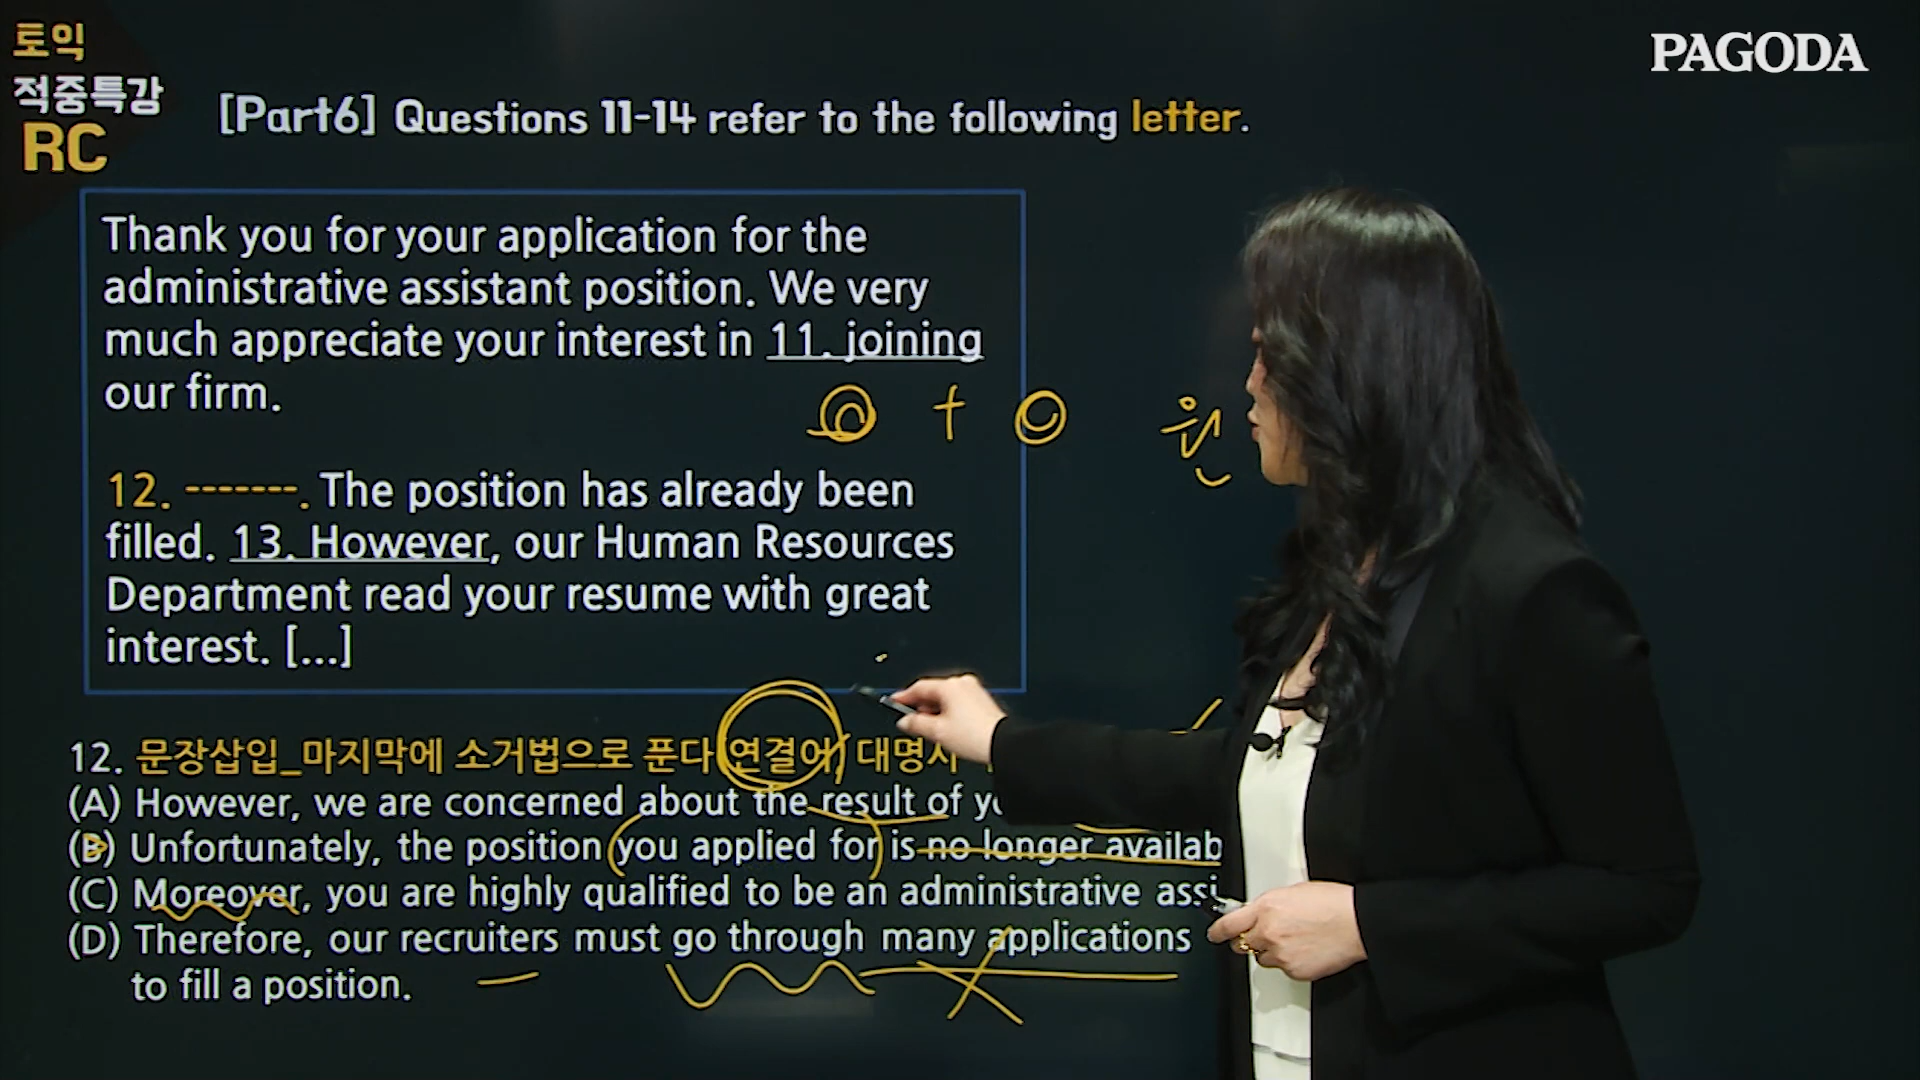 토익
적중특강
RC
PAGODA
[Part6] Questions 11-14 refer to the following letter.
Thank you for your application for the
administrative assistant position. We very
much appreciate your interest in 11. joining
our firm.
원
12. -------. The position has already been
filled. 13. However, our Human Resources
Department read your resume with great
interest. [...]
12. 문장삽입_마지막에 소거법으로 푼다 연결어, 대명사
(A) However, we are concerned about the result of
(B) Unfortunately, the position you applied for is no longer availab
(C) Moreover, you are highly qualified to be an administrative assi
(D) Therefore, our recruiters must go through many applications
to fill a position.